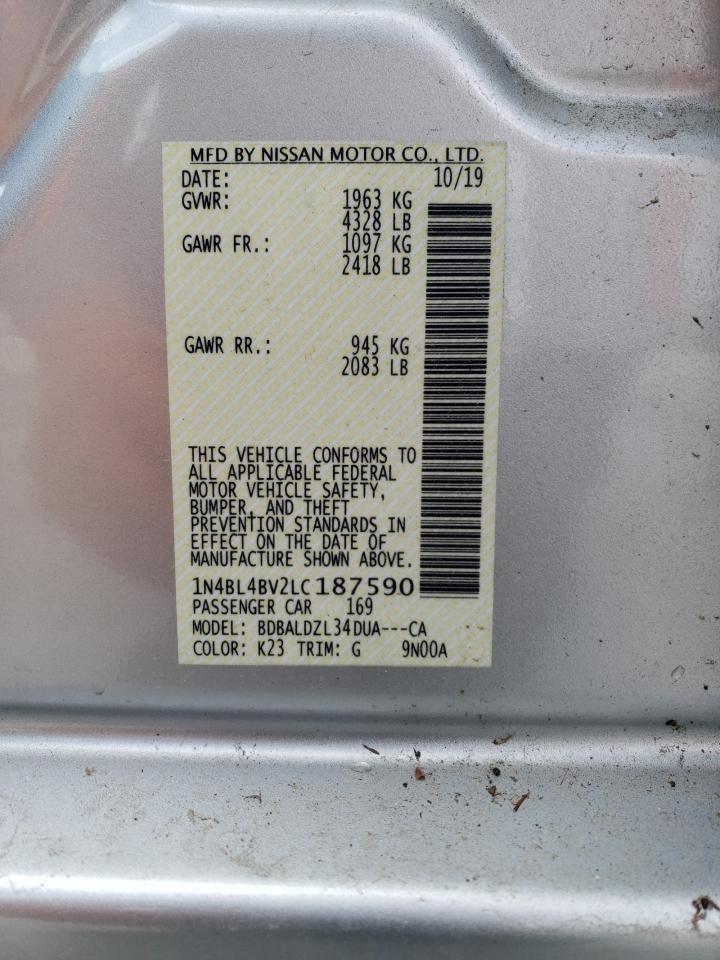 MFD BY NISSAN MOTOR CO., LTD.
DATE: 10/19
GVWR: 1963 KG
4328 LB
GAWR FR.: 1097 KG
2418 LB
GAWR RR.: 945 KG
2083 LB
THIS VEHICLE CONFORMS TO
ALL APPLICABLE FEDERAL
MOTOR VEHICLE SAFETY,
BUMPER, AND THEFT
PREVENTION STANDARDS IN
EFFECT ON THE DATE OF
MANUFACTURE SHOWN ABOVE.
1N4BL4BV2LC187590
PASSENGER CAR 169
MODEL: BDBALDZL34DUA---CA
COLOR: K23 TRIM: G 9N00A